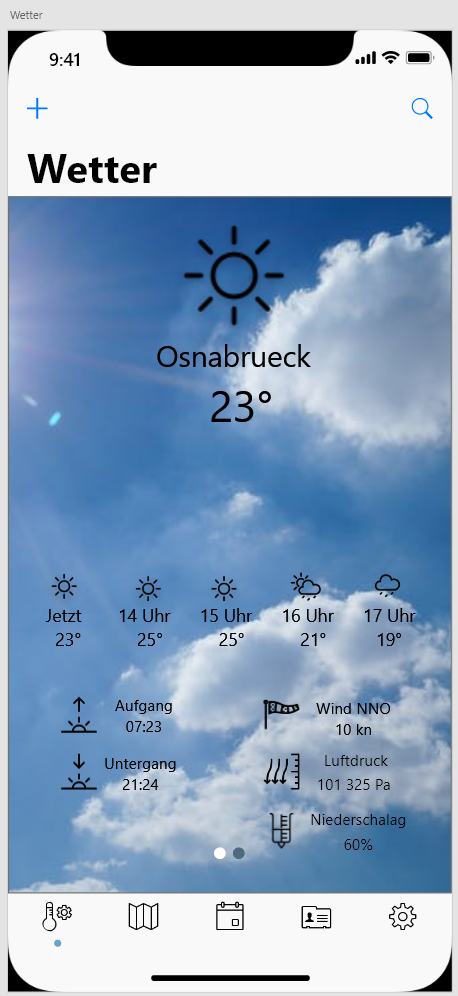 Wetter
9:41
Wetter
Osnabrueck
23°
Jetzt 14 Uhr 15 Uhr 16 Uhr 17 Uhr
23° 25° 25° 21° 19°
Aufgang
07:23
Wind NNO
10 kn
Untergang
21:24
Luftdruck
101 325 Pa
Niederschalag
60%